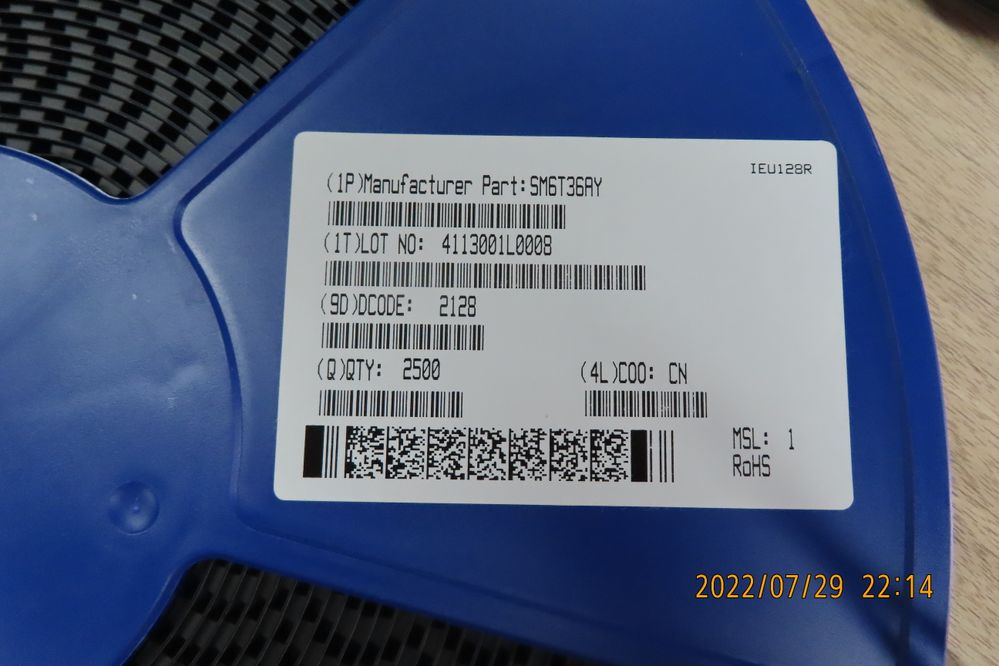 IEU128R
(1P)Manufacturer Part:SM6T36AY
(1T)LOT NO: 4113001L0008
(9D)DCODE: 2128
(Q)QTY: 2500
(4L)COO: CN
MSL: 1
RoHS
2022/07/29 22:14